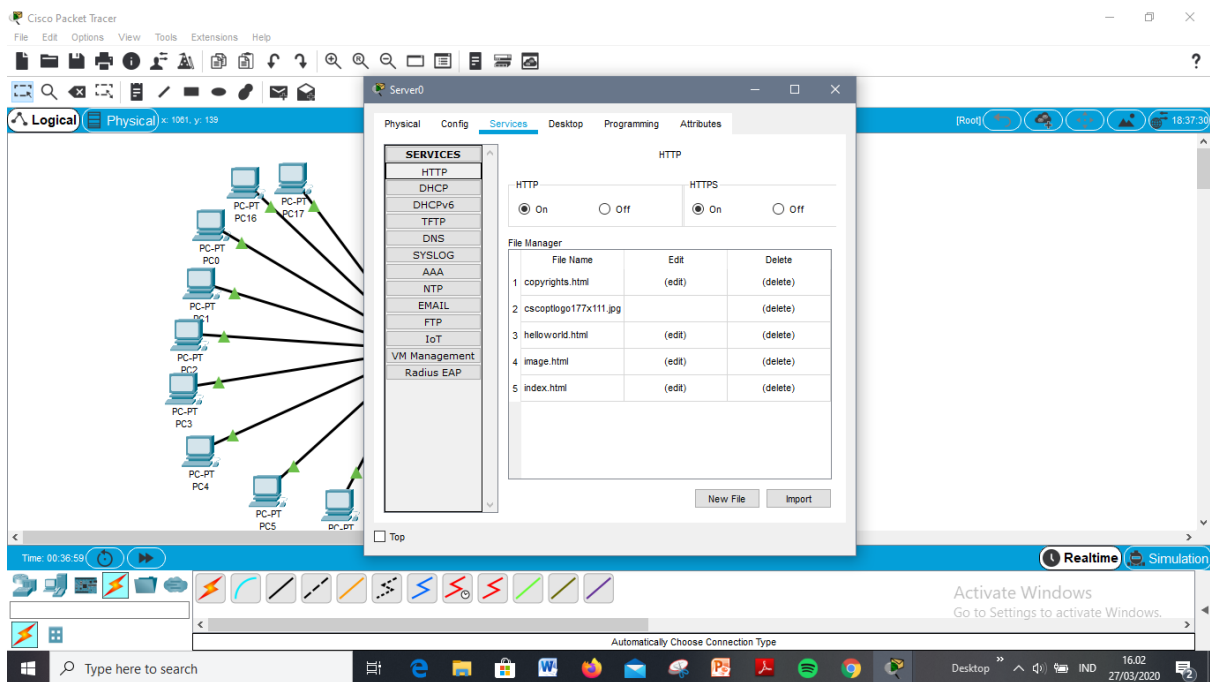 Cisco Packet Tracer
File Edit Options View Tools Extensions Help
?
Logical Physical x: 1061, y: 139
[Root] 18:37:30
Server0
Physical Config Services Desktop Programming Attributes
SERVICES
HTTP
DHCP
DHCPv6
TFTP
DNS
SYSLOG
AAA
NTP
EMAIL
FTP
IoT
VM Management
Radius EAP
HTTP
HTTP
On Off
HTTPS
On Off
File Manager
File Name Edit Delete
1 copyrights.html (edit) (delete)
2 cscoptlogo177x111.jpg (delete)
3 helloworld.html (edit) (delete)
4 image.html (edit) (delete)
5 index.html (edit) (delete)
New File Import
Top
PC-PT
PC16
PC-PT
PC17
PC-PT
PC0
PC-PT
PC1
PC-PT
PC2
PC-PT
PC3
PC-PT
PC4
PC-PT
PC5
PC-PT
Time: 00:36:59
Realtime Simulation
Activate Windows
Go to Settings to activate Windows.
Automatically Choose Connection Type
Type here to search
Desktop IND 16.02
27/03/2020
2